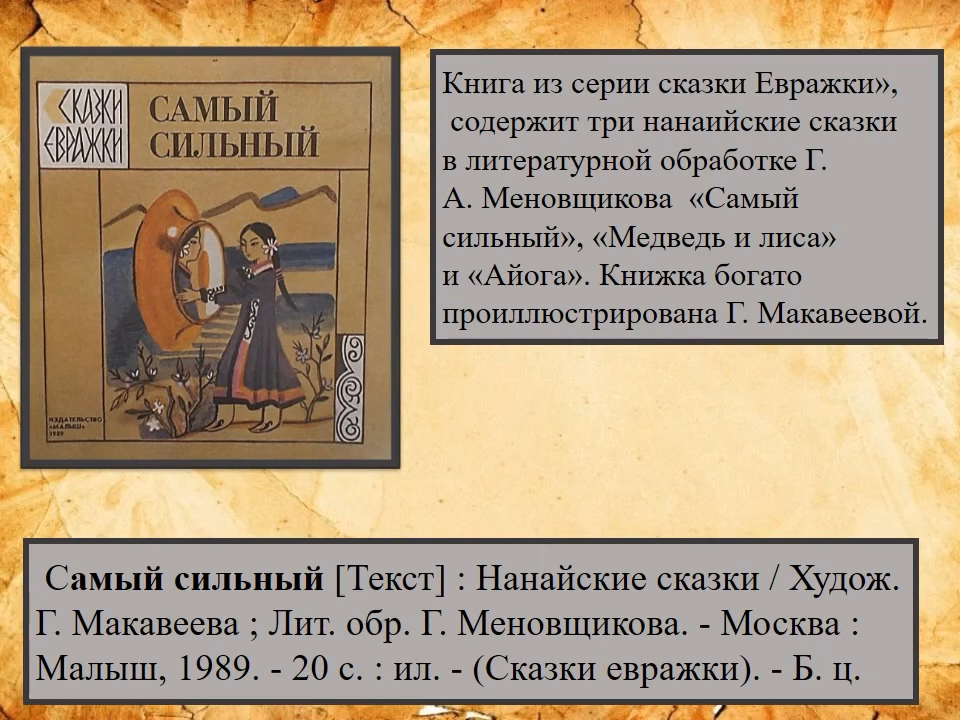 СКАЗКИ
ЕВРАЖКИ
САМЫЙ
СИЛЬНЫЙ
ИЗДАТЕЛЬСТВО
«МАЛЫШ»
1989
Книга из серии сказки Евражки»,
содержит три нанаийские сказки
в литературной обработке Г.
А. Меновщикова «Самый
сильный», «Медведь и лиса»
и «Айога». Книжка богато
проиллюстрирована Г. Макавеевой.
Самый сильный [Текст] : Нанайские сказки / Худож.
Г. Макавеева ; Лит. обр. Г. Меновщикова. - Москва :
Малыш, 1989. - 20 с. : ил. - (Сказки евражки). - Б. ц.